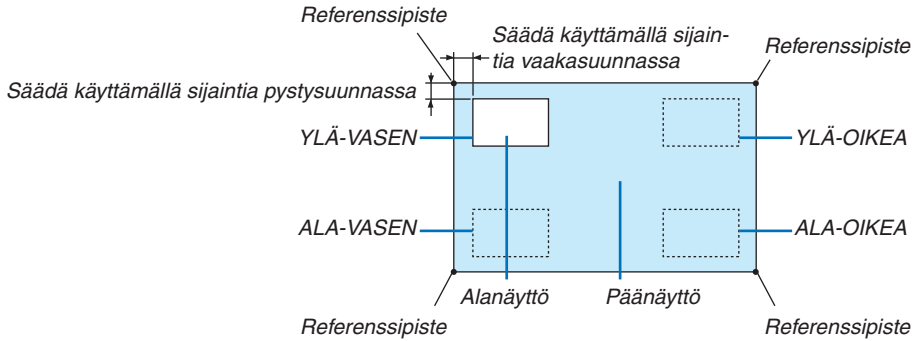 Referenssipiste
Säädä käyttämällä sijain-
tia vaakasuunnassa
Referenssipiste
Säädä käyttämällä sijaintia pystysuunnassa
YLÄ-VASEN
YLÄ-OIKEA
ALA-VASEN
ALA-OIKEA
Alanäyttö
Päänäyttö
Referenssipiste
Referenssipiste